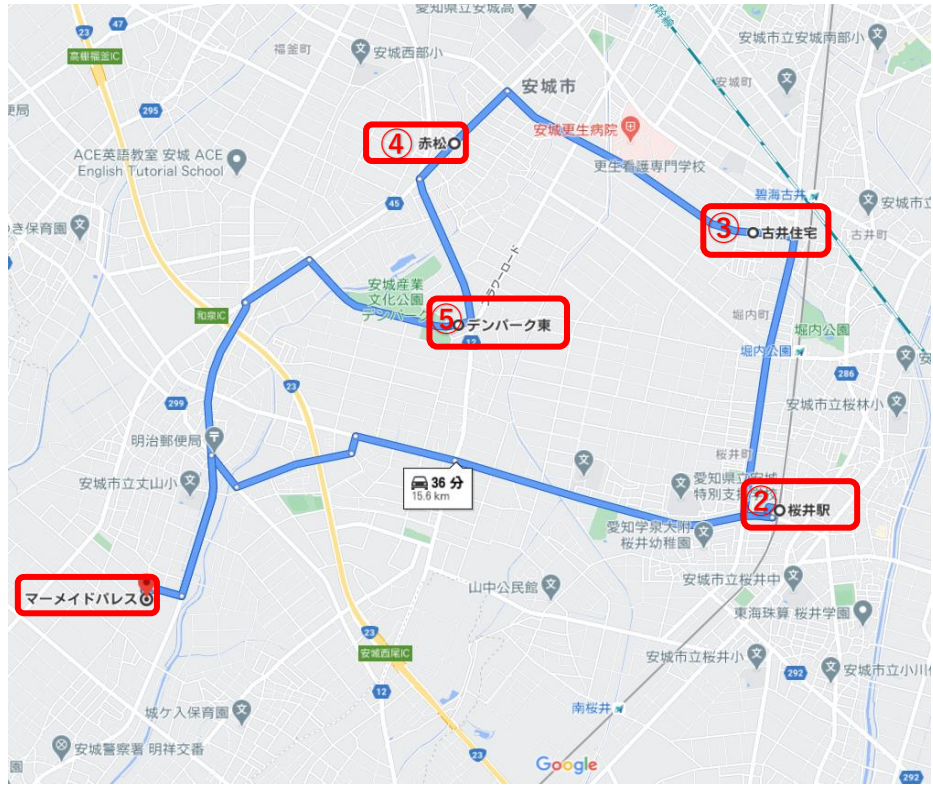 愛知県立安城高
23
47
高棚福釜IC
福釜町
安城西部小
安城市立安城南部小
安城市
安城町
295
④
赤松
安城更生病院
更生看護専門学校
ACE英語教室 安城 ACE
English Tutorial School
45
碧海古井
③
古井住宅
古井町
き保育園
フラワーロード
安城産業
文化公園
デンパーク
和泉IC
⑤
デンパーク東
12
堀内町
堀内公園
堀内公園
286
23
299
安城市立桜林小
明治郵便局
桜井町
安城市立丈山小
36 分
15.6 km
愛知県立安城
特別支援
②
桜井駅
愛知学泉大附
桜井幼稚園
マーメイドパレス
山中公民館
安城市立桜井中
東海珠算 桜井学園
23
安城西尾IC
安城市立桜井小
292
安城市立小川
12
城ケ入保育園
南桜井
安城警察署 明祥交番
園
23
Google
292